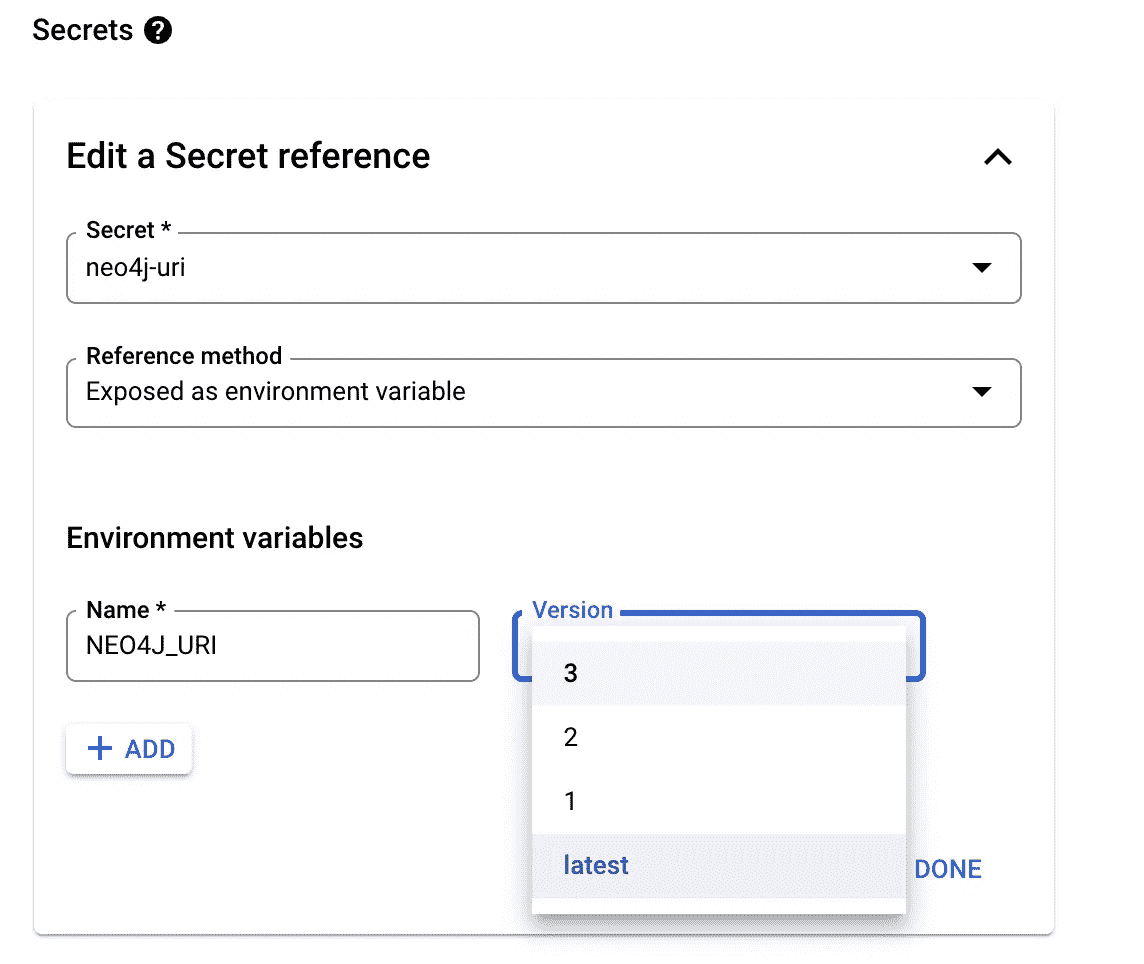 Secrets ?
Edit a Secret reference
Secret *
neo4j-uri
Reference method
Exposed as environment variable
Environment variables
Name *
NEO4J_URI
Version
3
2
1
latest
+ ADD
DONE